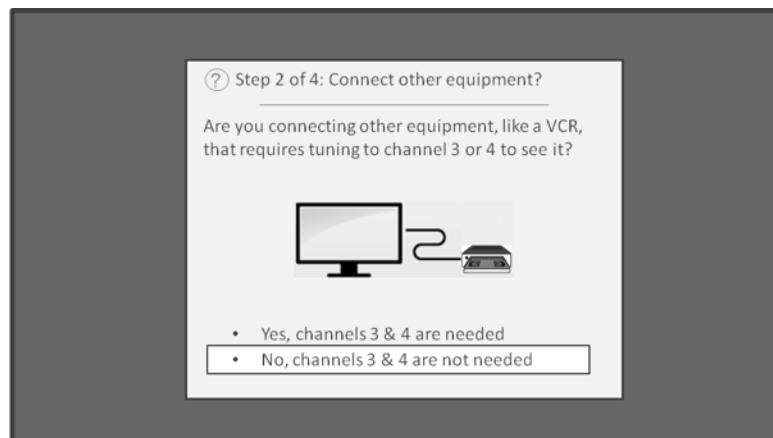 ? Step 2 of 4: Connect other equipment?
Are you connecting other equipment, like a VCR,
that requires tuning to channel 3 or 4 to see it?
• Yes, channels 3 & 4 are needed
• No, channels 3 & 4 are not needed